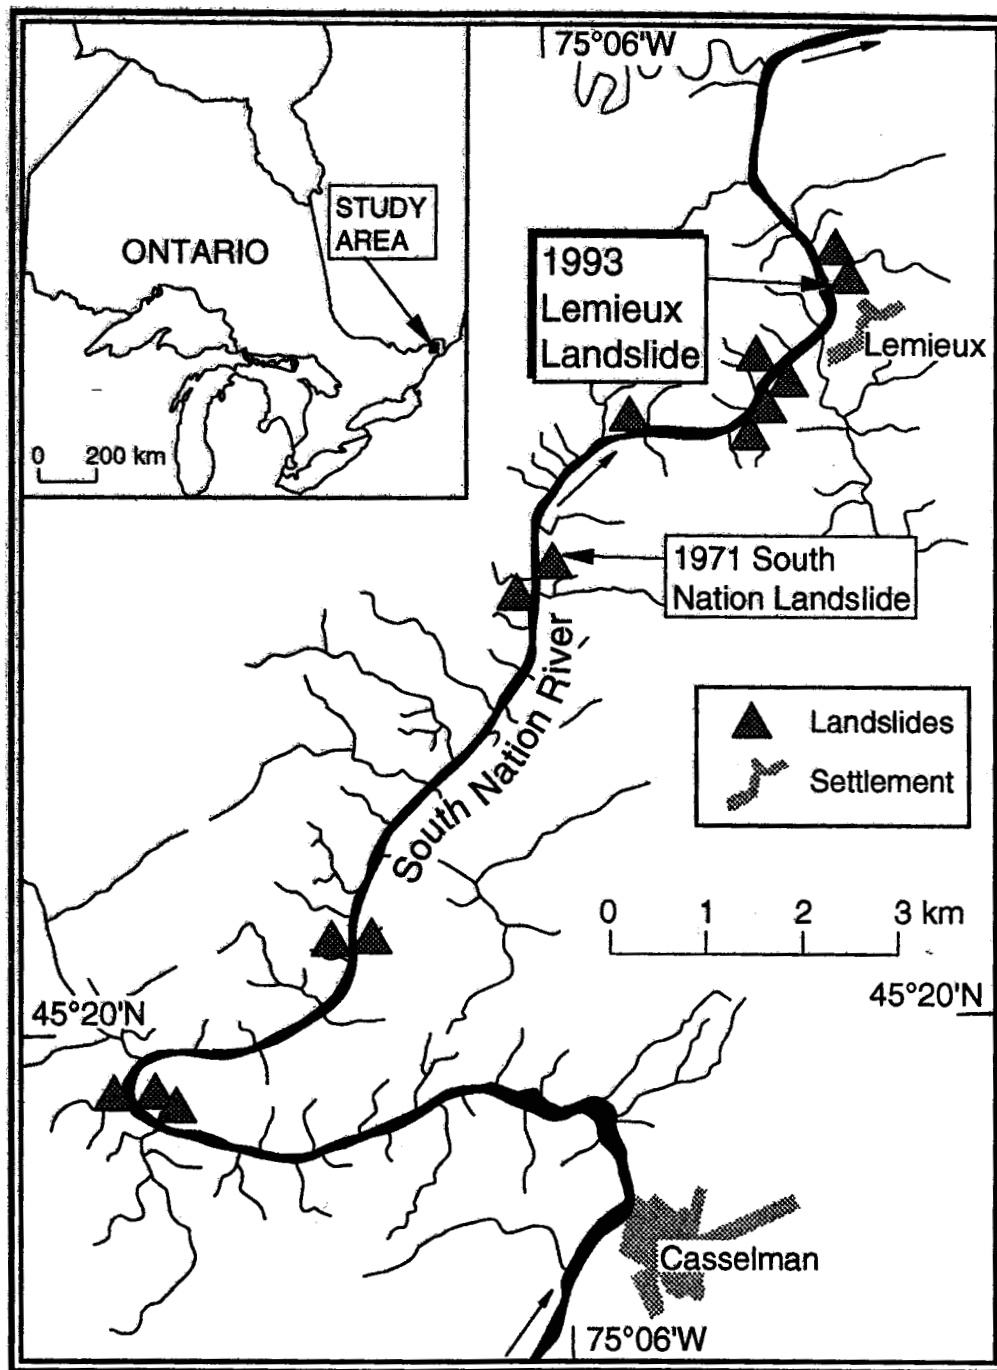 75°06'W
STUDY
AREA
ONTARIO
1993
Lemieux
Landslide
Lemieux
0 200 km
1971 South
Nation Landslide
South Nation River
Landslides
Settlement
0 1 2 3 km
45°20'N
45°20'N
Casselman
75°06'W